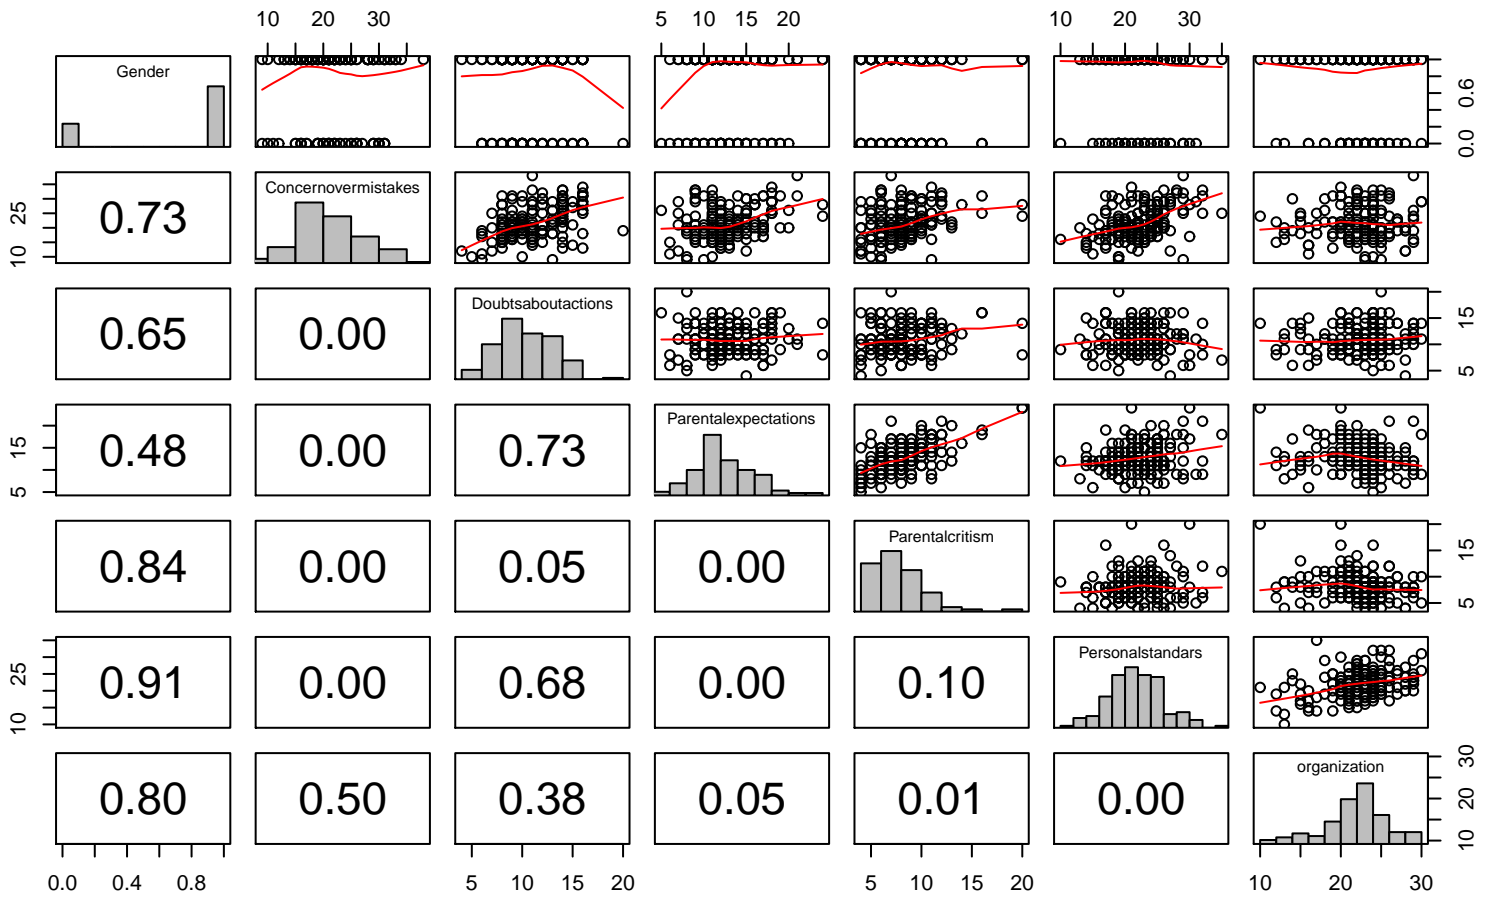 10 20 30 5 10 15 20 10 20 30
Gender
0.0 0.6
0.73 Concernovermistakes
10 25
0.65 0.00 Doubtsaboutactions
5 15
0.48 0.00 0.73 Parentalexpectations
5 15
0.84 0.00 0.05 0.00 Parentalcritism
5 15
0.91 0.00 0.68 0.00 0.10 Personalstandars
10 25
0.80 0.50 0.38 0.05 0.01 0.00 organization
10 20 30
0.0 0.4 0.8 5 10 15 20 5 10 15 20 10 20 30